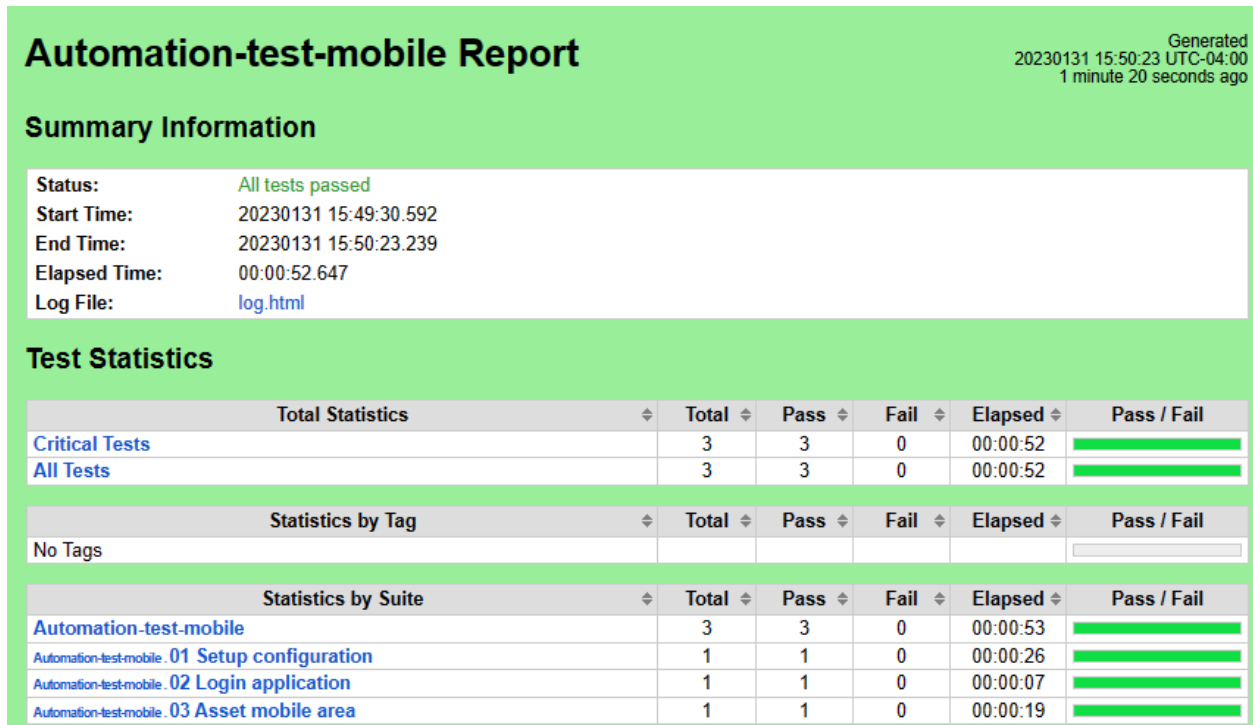 Automation-test-mobile Report
Generated
20230131 15:50:23 UTC-04:00
1 minute 20 seconds ago
Summary Information
Status: All tests passed
Start Time: 20230131 15:49:30.592
End Time: 20230131 15:50:23.239
Elapsed Time: 00:00:52.647
Log File: log.html
Test Statistics
Total Statistics Total Pass Fail Elapsed Pass / Fail
Critical Tests 3 3 0 00:00:52
All Tests 3 3 0 00:00:52
Statistics by Tag Total Pass Fail Elapsed Pass / Fail
No Tags
Statistics by Suite Total Pass Fail Elapsed Pass / Fail
Automation-test-mobile 3 3 0 00:00:53
Automation-test-mobile . 01 Setup configuration 1 1 0 00:00:26
Automation-test-mobile . 02 Login application 1 1 0 00:00:07
Automation-test-mobile . 03 Asset mobile area 1 1 0 00:00:19